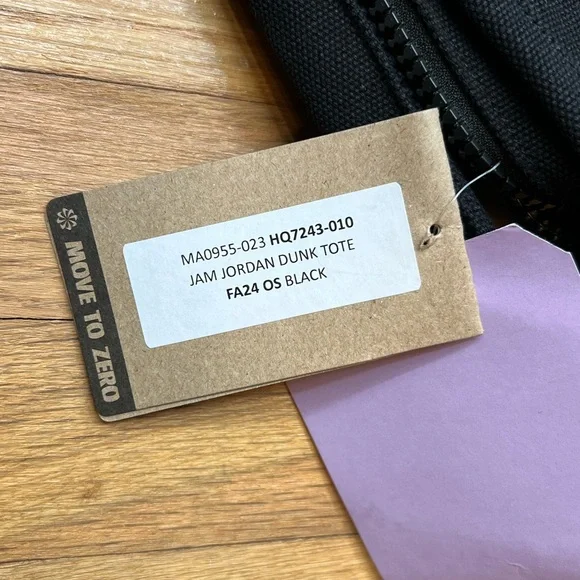 MOVE TO ZERO
MA0955-023 HQ7243-010
JAM JORDAN DUNK TOTE
FA24 OS BLACK